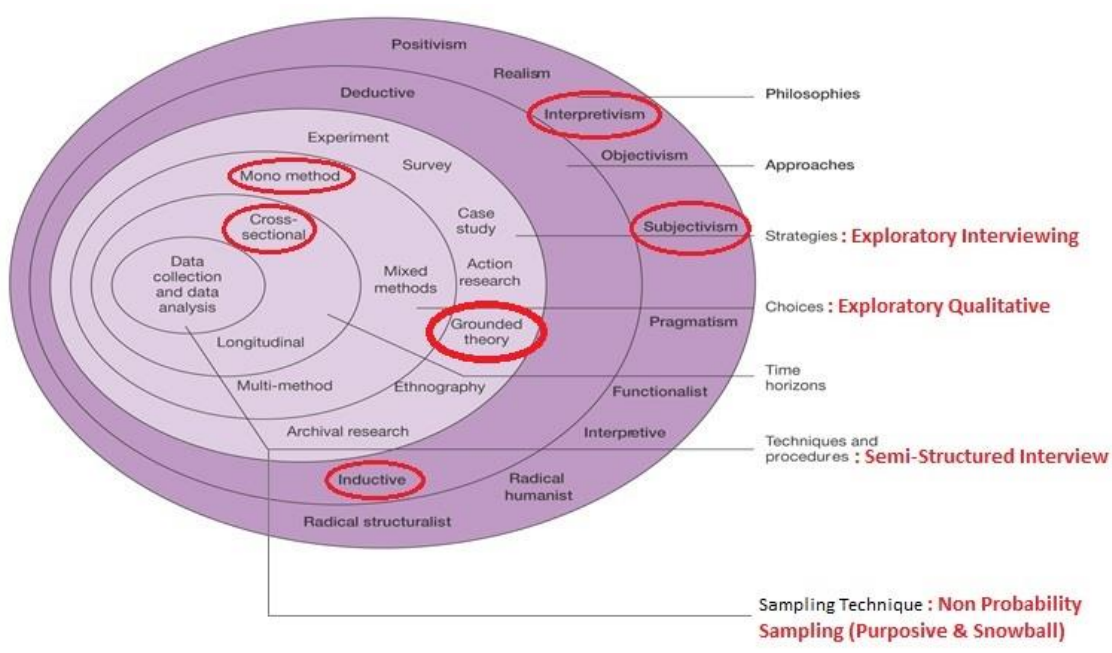 Positivism
Realism
Deductive
Interpretivism
Experiment
Objectivism
Survey
Mono method
Case
study
Subjectivism
Cross-
sectional
Data
collection
and data
analysis
Mixed
methods
Action
research
Grounded
theory
Pragmatism
Longitudinal
Multi-method
Ethnography
Functionalist
Archival research
Interpretive
Inductive
Radical
humanist
Radical structuralist
Philosophies
Approaches
Strategies : Exploratory Interviewing
Choices : Exploratory Qualitative
Time
horizons
Techniques and
procedures : Semi-Structured Interview
Sampling Technique : Non Probability
Sampling (Purposive & Snowball)